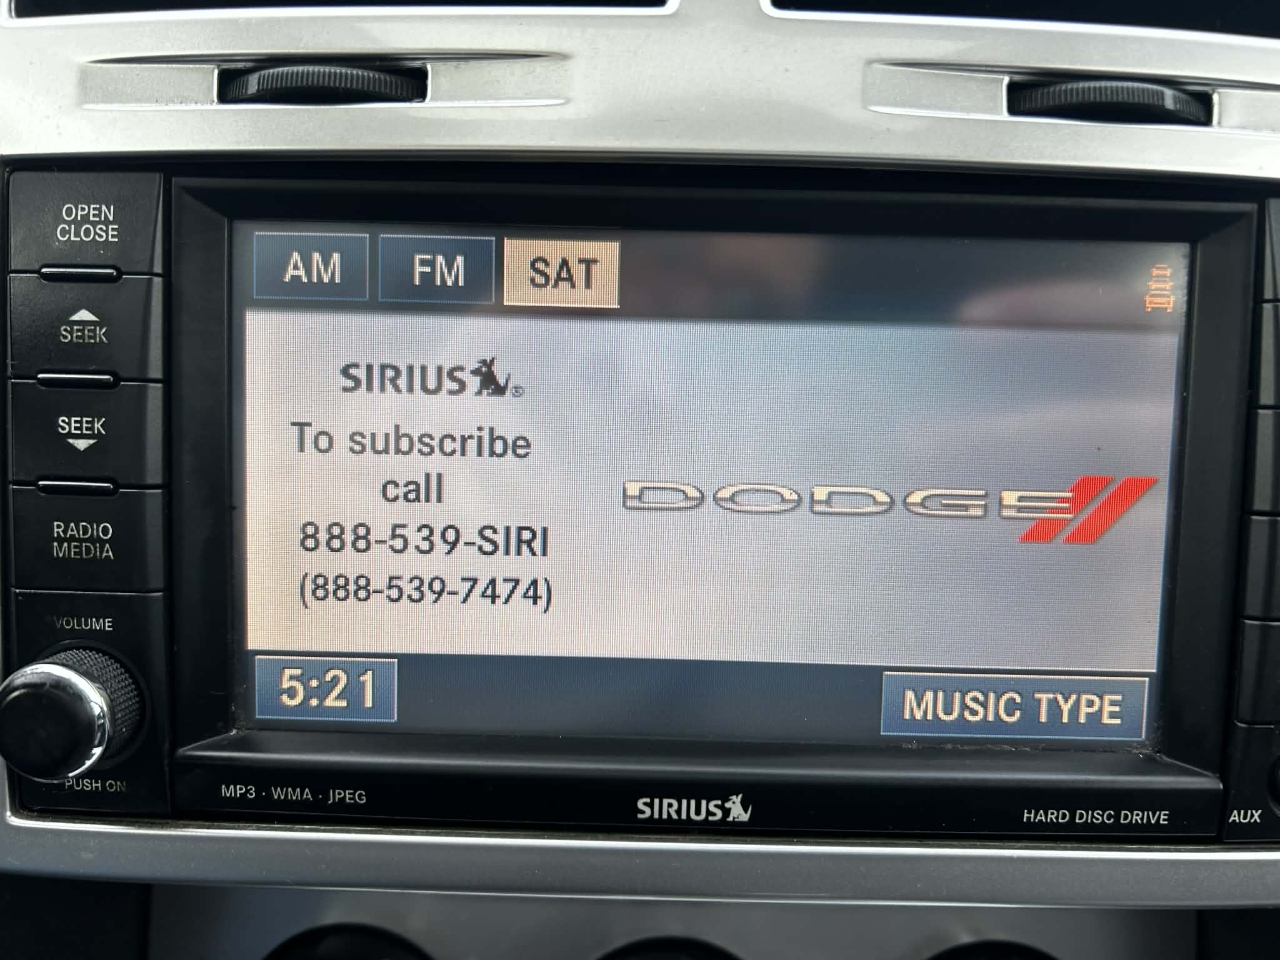 OPEN
CLOSE
SEEK
SEEK
RADIO
MEDIA
VOLUME
PUSH ON
AM FM SAT
SIRIUS
To subscribe
call
888-539-SIRI
(888-539-7474)
DODGE
5:21
MUSIC TYPE
MP3 · WMA · JPEG
SIRIUS
HARD DISC DRIVE
AUX